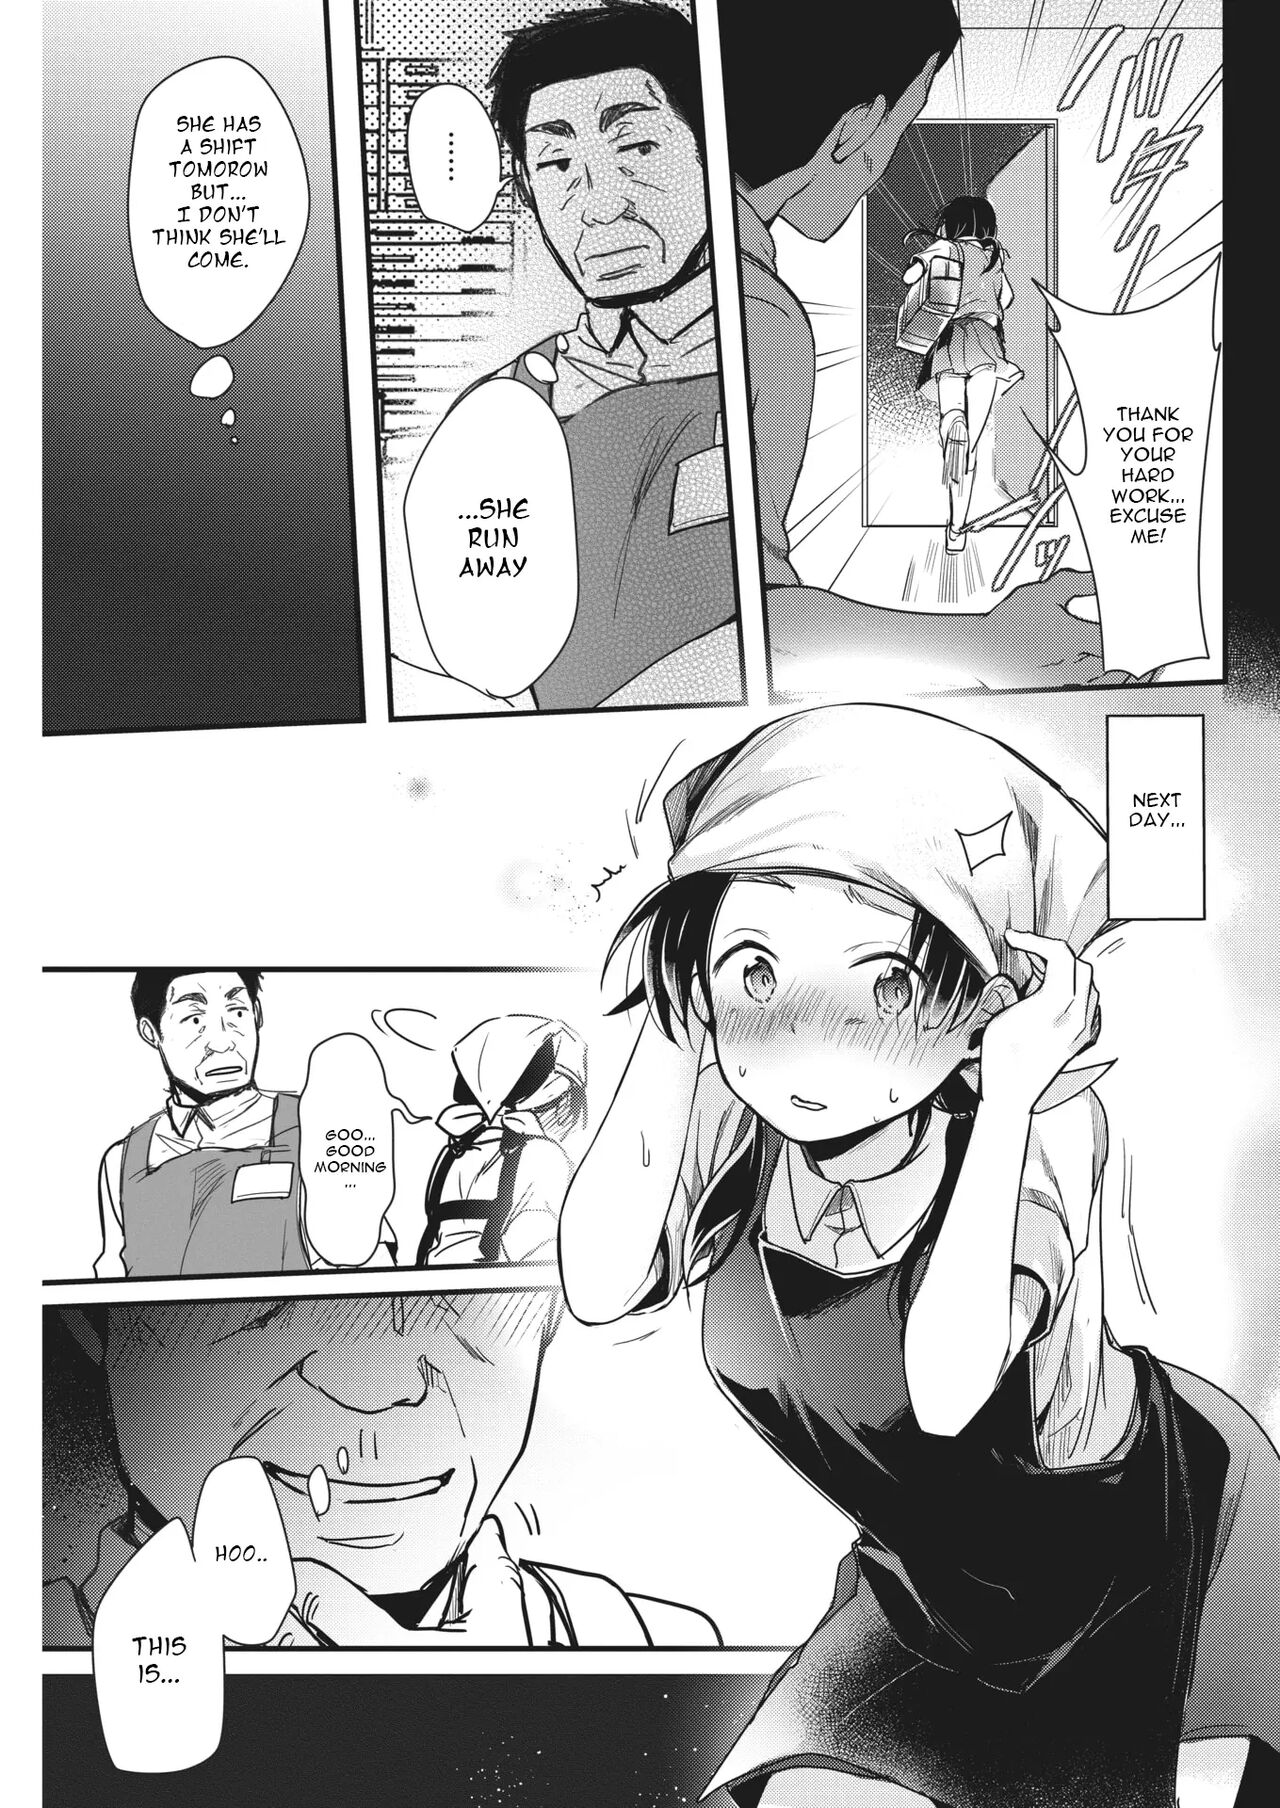 THANK
YOU FOR
YOUR
HARD
WORK...
EXCUSE
ME!
......
...SHE
RUN
AWAY
SHE HAS
A SHIFT
TOMOROW
BUT...
I DON'T
THINK SHE'LL
COME.
NEXT
DAY...
GOO...
GOOD
MORNING
...
HOO..
THIS
IS...